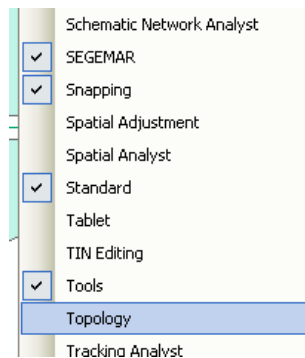 Schematic Network Analyst
SEGEMAR
Snapping
Spatial Adjustment
Spatial Analyst
Standard
Tablet
TIN Editing
Tools
Topology
Tracking Analyst